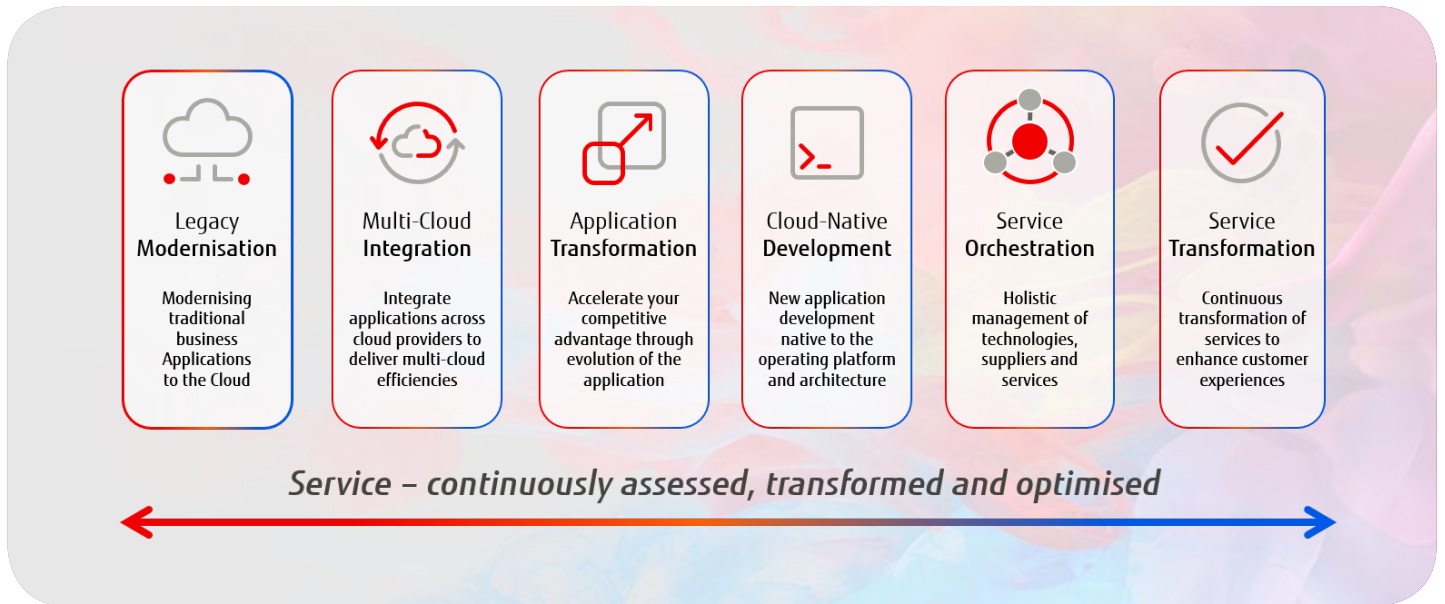 Legacy
Modernisation
Modernising
traditional
business
Applications
to the Cloud
Multi-Cloud
Integration
Integrate
applications across
cloud providers to
deliver multi-cloud
efficiencies
Application
Transformation
Accelerate your
competitive
advantage through
evolution of the
application
Cloud-Native
Development
New application
development
native to the
operating platform
and architecture
Service
Orchestration
Holistic
management of
technologies,
suppliers and
services
Service
Transformation
Continuous
transformation of
services to
enhance customer
experiences
Service – continuously assessed, transformed and optimised